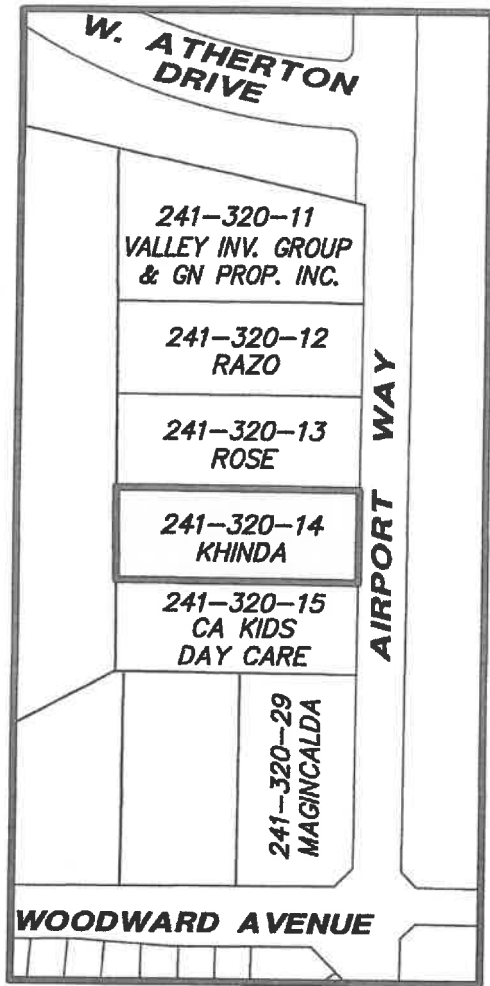 W. ATHERTON
DRIVE
241-320-11
VALLEY INV. GROUP
& GN PROP. INC.
241-320-12
RAZO
241-320-13
ROSE
241-320-14
KHINDA
241-320-15
CA KIDS
DAY CARE
241-320-29
MAGINCALDA
AIRPORT WAY
WOODWARD AVENUE